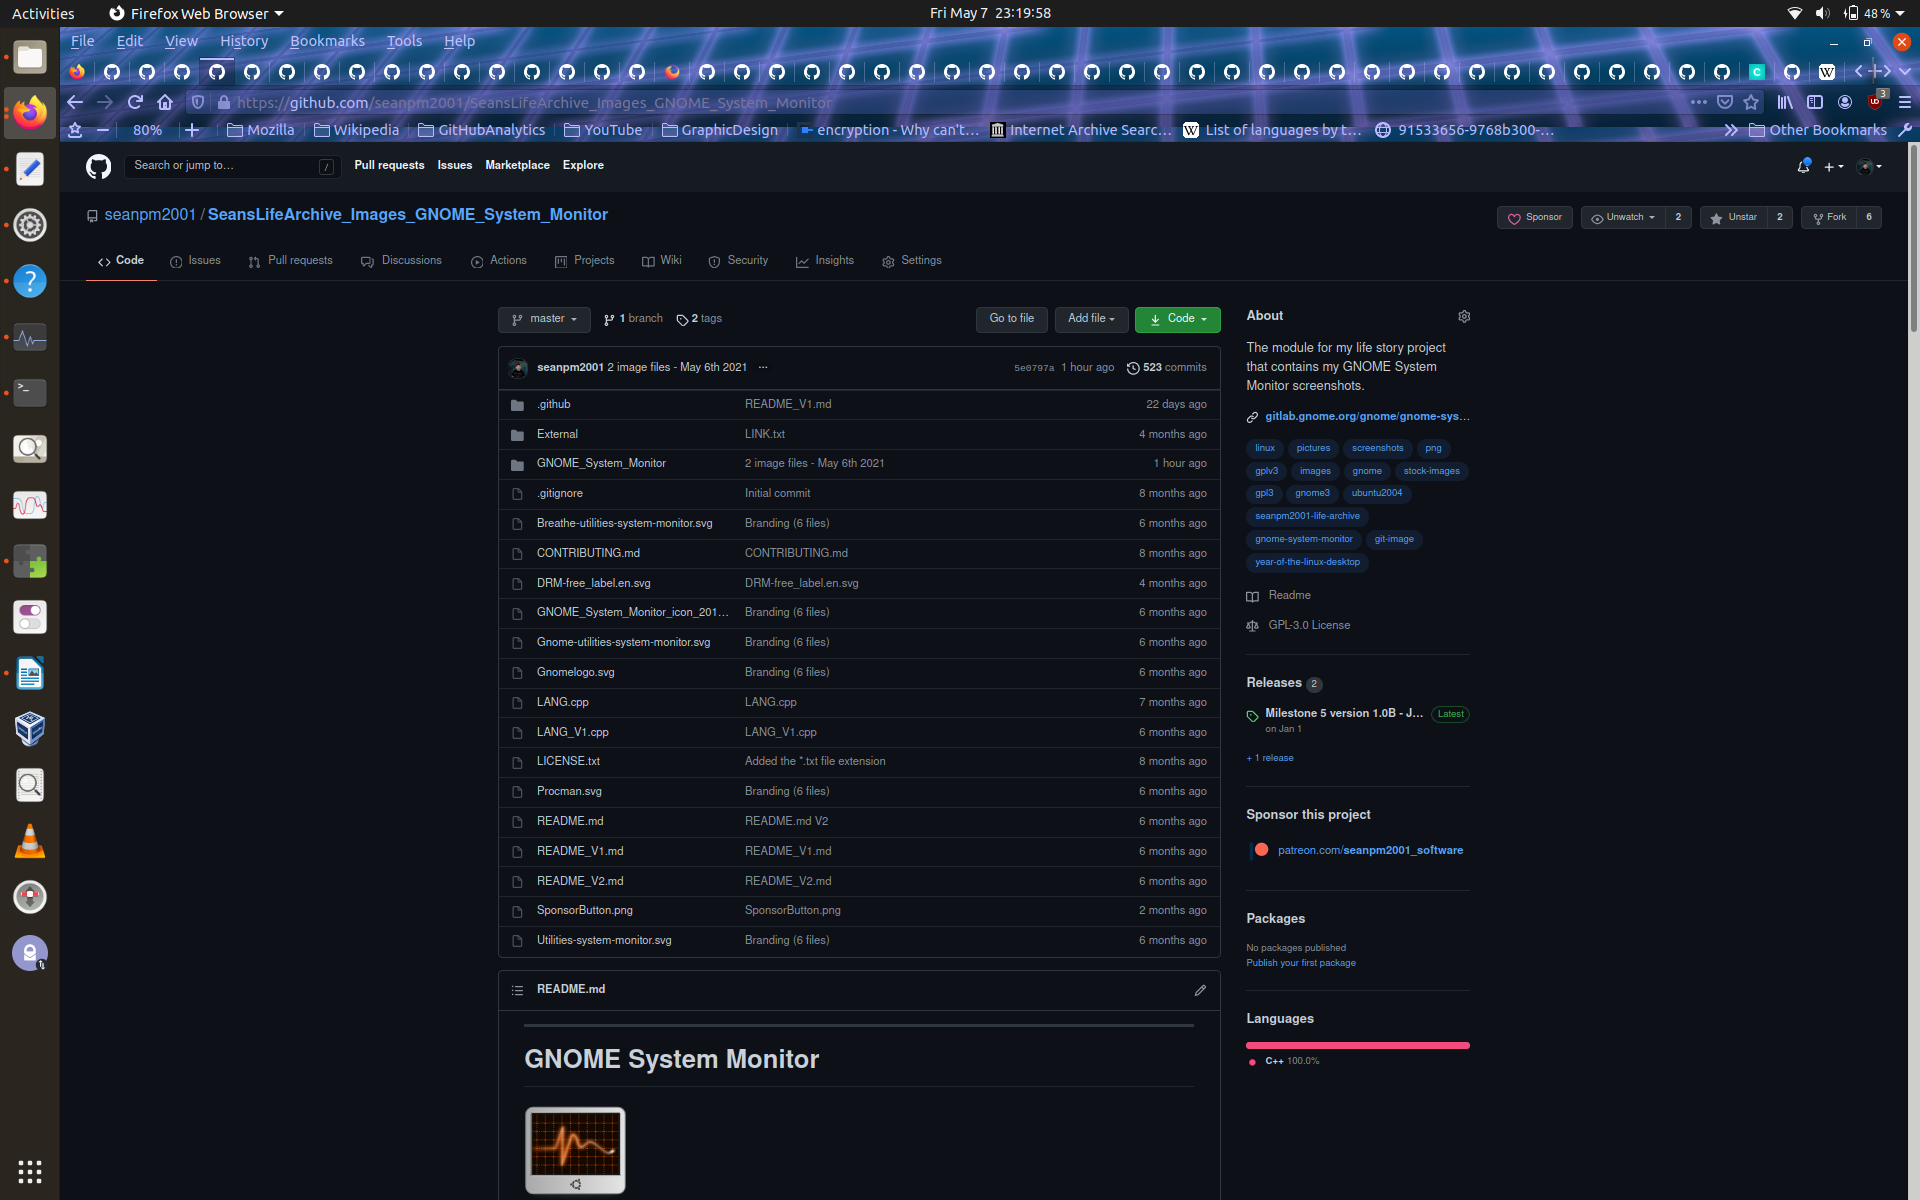 Activities Firefox Web Browser Fri May 7 23:19:58 48 %
File Edit View History Bookmarks Tools Help
https://github.com/seanpm2001/SeansLifeArchive_Images_GNOME_System_Monitor 3
80% Mozilla Wikipedia GitHubAnalytics YouTube GraphicDesign encryption - Why can't… Internet Archive Searc… List of languages by t… 91533656-9768b300-… Other Bookmarks
Search or jump to… / Pull requests Issues Marketplace Explore
seanpm2001 / SeansLifeArchive_Images_GNOME_System_Monitor Sponsor Unwatch 2 Unstar 2 Fork 6
Code Issues Pull requests Discussions Actions Projects Wiki Security Insights Settings
master 1 branch 2 tags Go to file Add file Code
seanpm2001 2 image files - May 6th 2021 ··· 5e0797a 1 hour ago 523 commits
.github README_V1.md 22 days ago
External LINK.txt 4 months ago
GNOME_System_Monitor 2 image files - May 6th 2021 1 hour ago
.gitignore Initial commit 8 months ago
Breathe-utilities-system-monitor.svg Branding (6 files) 6 months ago
CONTRIBUTING.md CONTRIBUTING.md 8 months ago
DRM-free_label.en.svg DRM-free_label.en.svg 4 months ago
GNOME_System_Monitor_icon_201… Branding (6 files) 6 months ago
Gnome-utilities-system-monitor.svg Branding (6 files) 6 months ago
Gnomelogo.svg Branding (6 files) 6 months ago
LANG.cpp LANG.cpp 7 months ago
LANG_V1.cpp LANG_V1.cpp 6 months ago
LICENSE.txt Added the *.txt file extension 8 months ago
Procman.svg Branding (6 files) 6 months ago
README.md README.md V2 6 months ago
README_V1.md README_V1.md 6 months ago
README_V2.md README_V2.md 6 months ago
SponsorButton.png SponsorButton.png 2 months ago
Utilities-system-monitor.svg Branding (6 files) 6 months ago
README.md
GNOME System Monitor
About
The module for my life story project
that contains my GNOME System
Monitor screenshots.
gitlab.gnome.org/gnome/gnome-sys…
linux pictures screenshots png
gplv3 images gnome stock-images
gpl3 gnome3 ubuntu2004
seanpm2001-life-archive
gnome-system-monitor git-image
year-of-the-linux-desktop
Readme
GPL-3.0 License
Releases 2
Milestone 5 version 1.0B - J… Latest
on Jan 1
+ 1 release
Sponsor this project
patreon.com/seanpm2001_software
Packages
No packages published
Publish your first package
Languages
C++ 100.0%